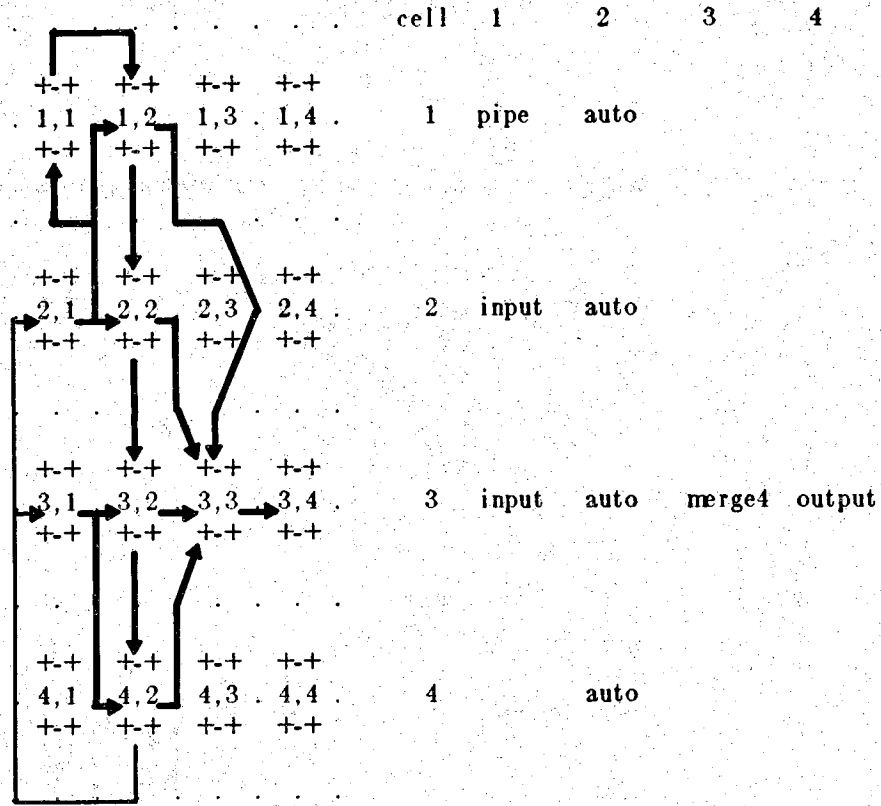 cell 1 2 3 4
+-+ +-+ +-+ +-+
1,1 1,2 1,3 1,4 1 pipe auto
+-+ +-+ +-+ +-+
+-+ +-+ +-+ +-+
2,1 2,2 2,3 2,4 2 input auto
+-+ +-+ +-+ +-+
+-+ +-+ +-+ +-+
3,1 3,2 3,3 3,4 3 input auto merge4 output
+-+ +-+ +-+ +-+
+-+ +-+ +-+ +-+
4,1 4,2 4,3 4,4 4 auto
+-+ +-+ +-+ +-+